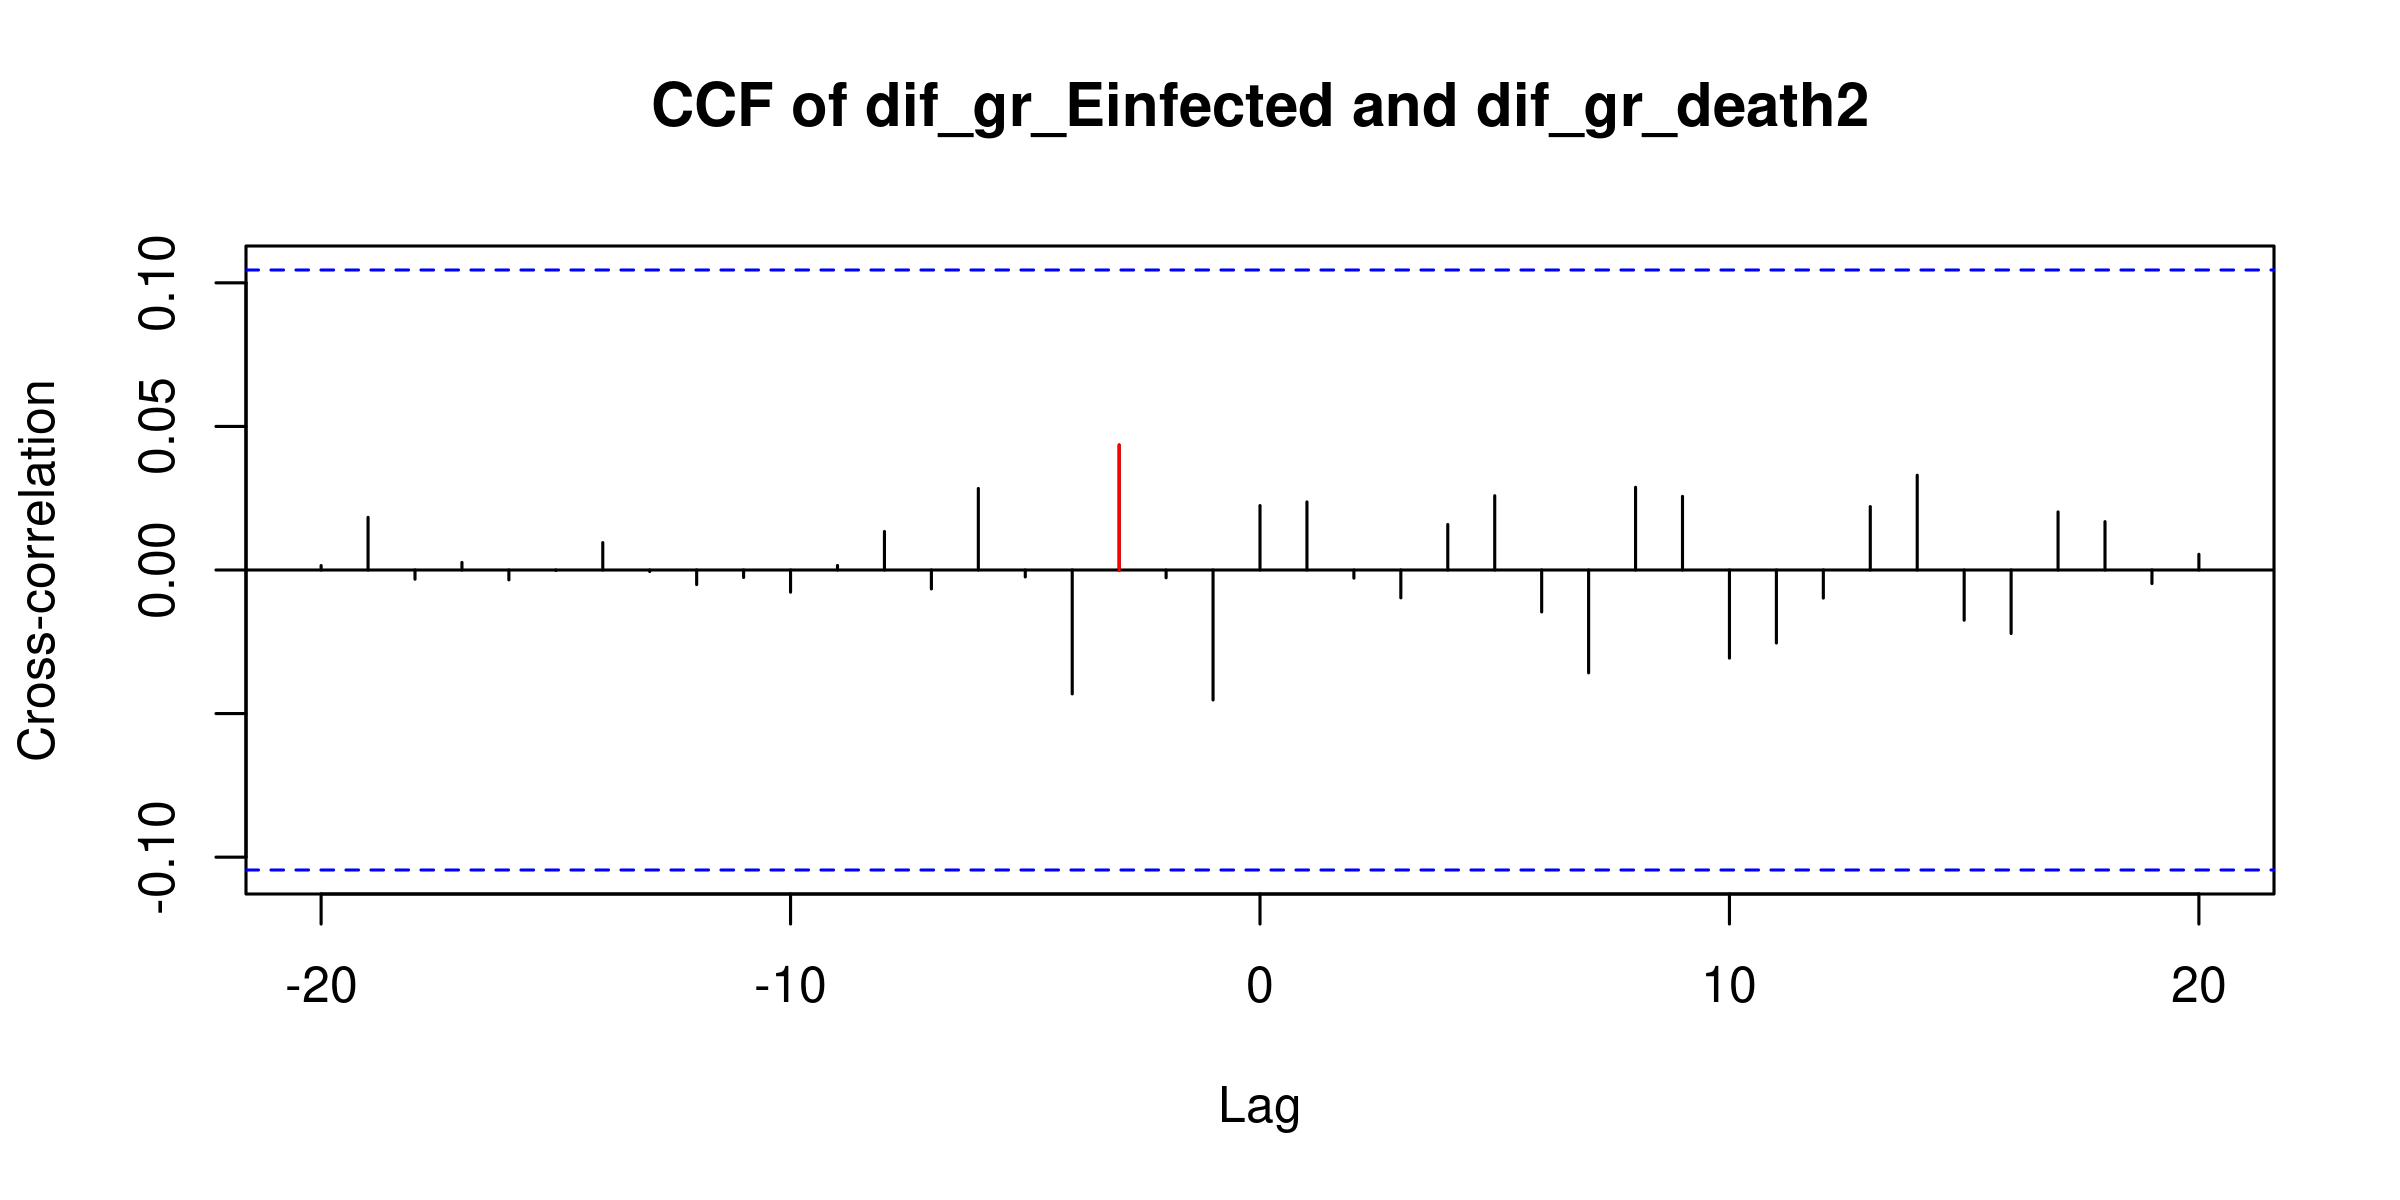 CCF of dif_gr_Einfected and dif_gr_death2
Cross-correlation
0.10
0.05
0.00
-0.10
-20 -10 0 10 20
Lag